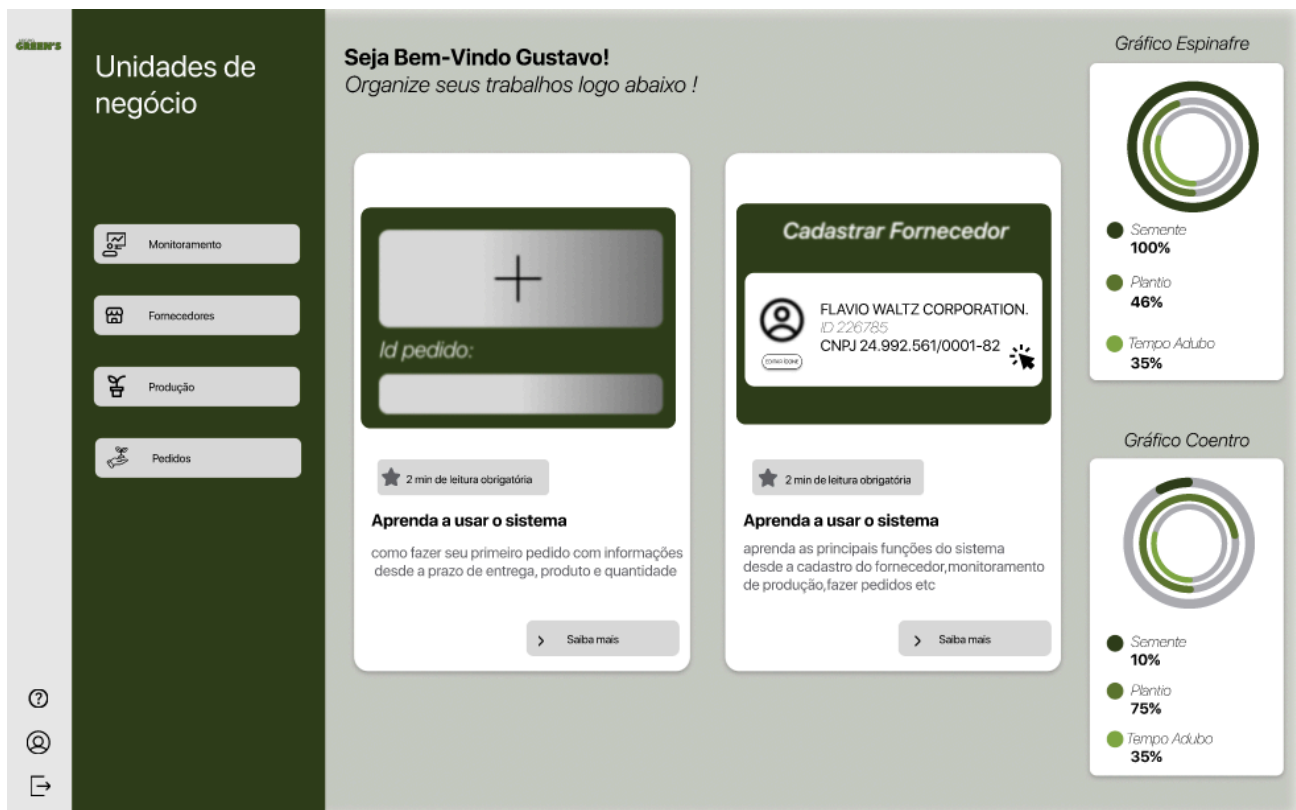 GREEN'S
Unidades de
negócio
Monitoramento
Fornecedores
Produção
Pedidos
Seja Bem-Vindo Gustavo!
Organize seus trabalhos logo abaixo !
Id pedido:
2 min de leitura obrigatória
Aprenda a usar o sistema
como fazer seu primeiro pedido com informações
desde a prazo de entrega, produto e quantidade
Saiba mais
Cadastrar Fornecedor
FLAVIO WALTZ CORPORATION.
ID 226785
CNPJ 24.992.561/0001-82
2 min de leitura obrigatória
Aprenda a usar o sistema
aprenda as principais funções do sistema
desde a cadastro do fornecedor,monitoramento
de produção,fazer pedidos etc
Saiba mais
Gráfico Espinafre
Semente
100%
Plantio
46%
Tempo Adubo
35%
Gráfico Coentro
Semente
10%
Plantio
75%
Tempo Adubo
35%